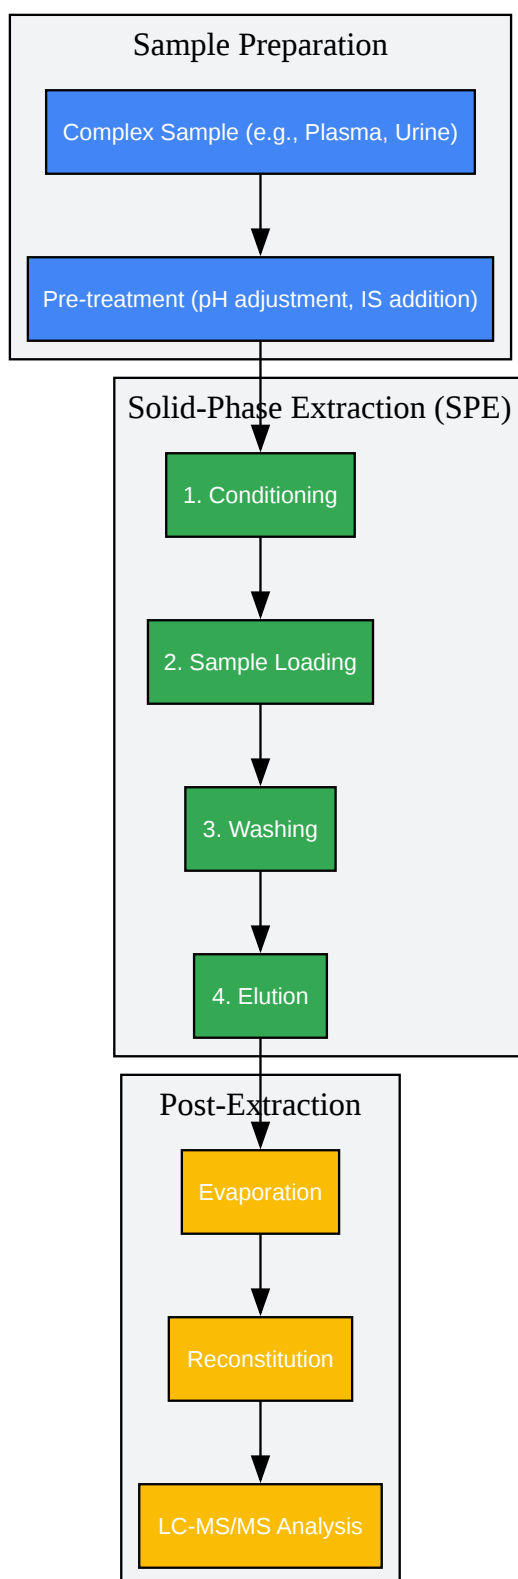 Sample Preparation
Complex Sample (e.g., Plasma, Urine)
Pre-treatment (pH adjustment, IS addition)
Solid-Phase Extraction (SPE)
1. Conditioning
2. Sample Loading
3. Washing
4. Elution
Post-Extraction
Evaporation
Reconstitution
LC-MS/MS Analysis